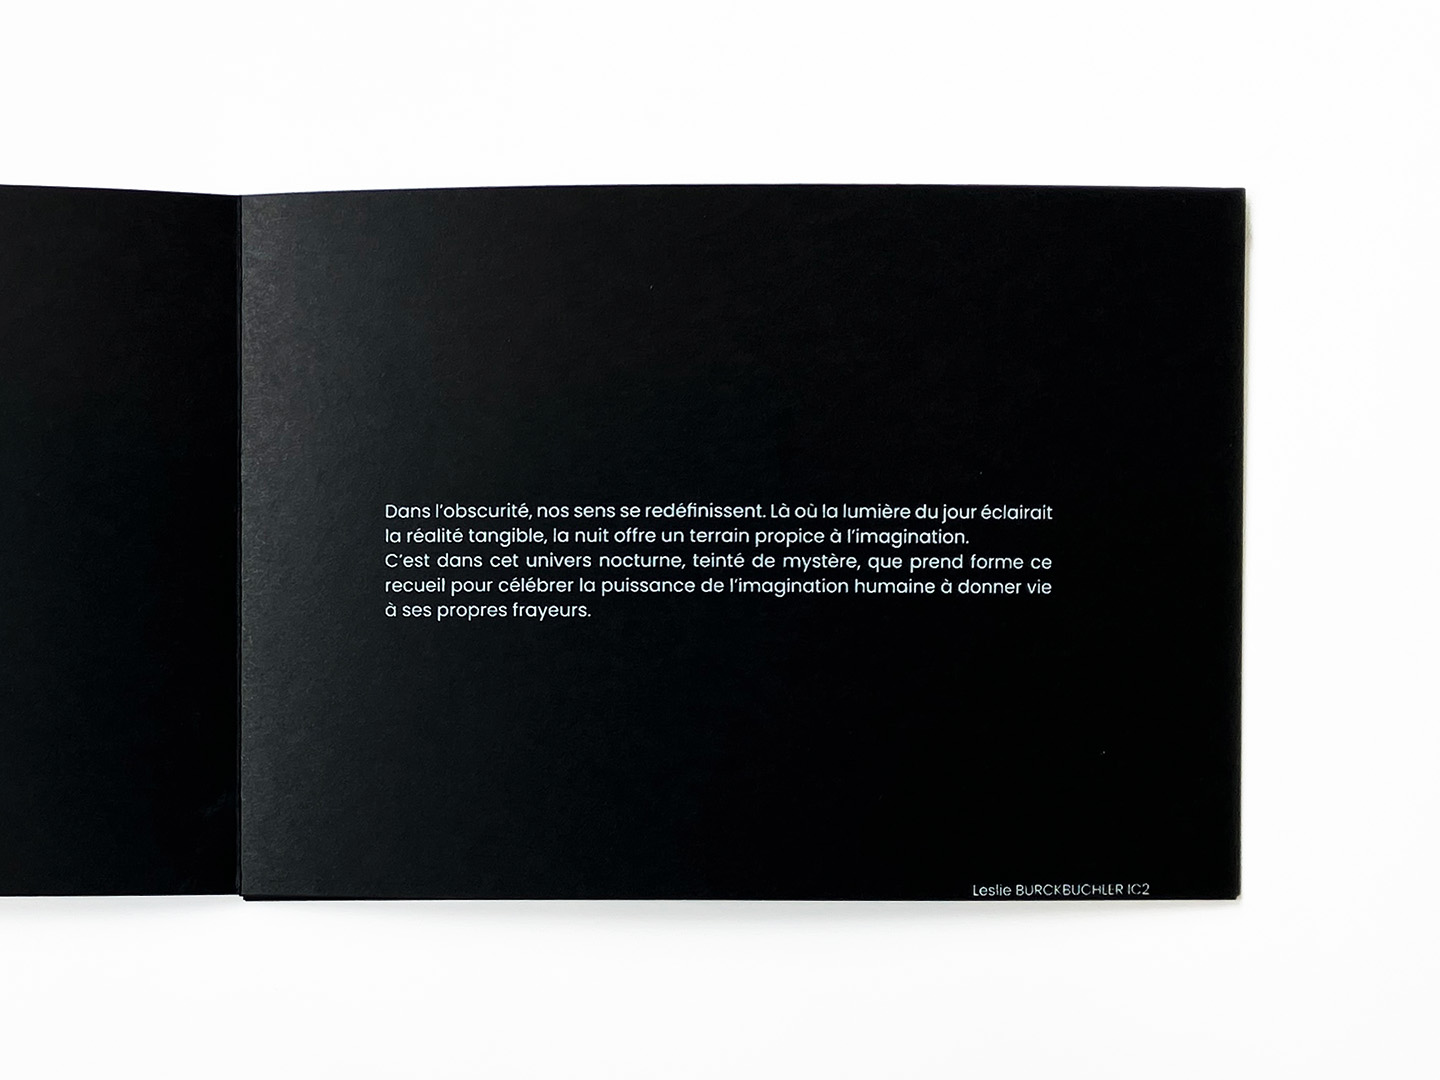 Dans l’obscurité, nos sens se redéfinissent. Là où la lumière du jour éclairait
la réalité tangible, la nuit offre un terrain propice à l’imagination.
C’est dans cet univers nocturne, teinté de mystère, que prend forme ce
recueil pour célébrer la puissance de l’imagination humaine à donner vie
à ses propres frayeurs.
Leslie BURCKBUCHLER IC2